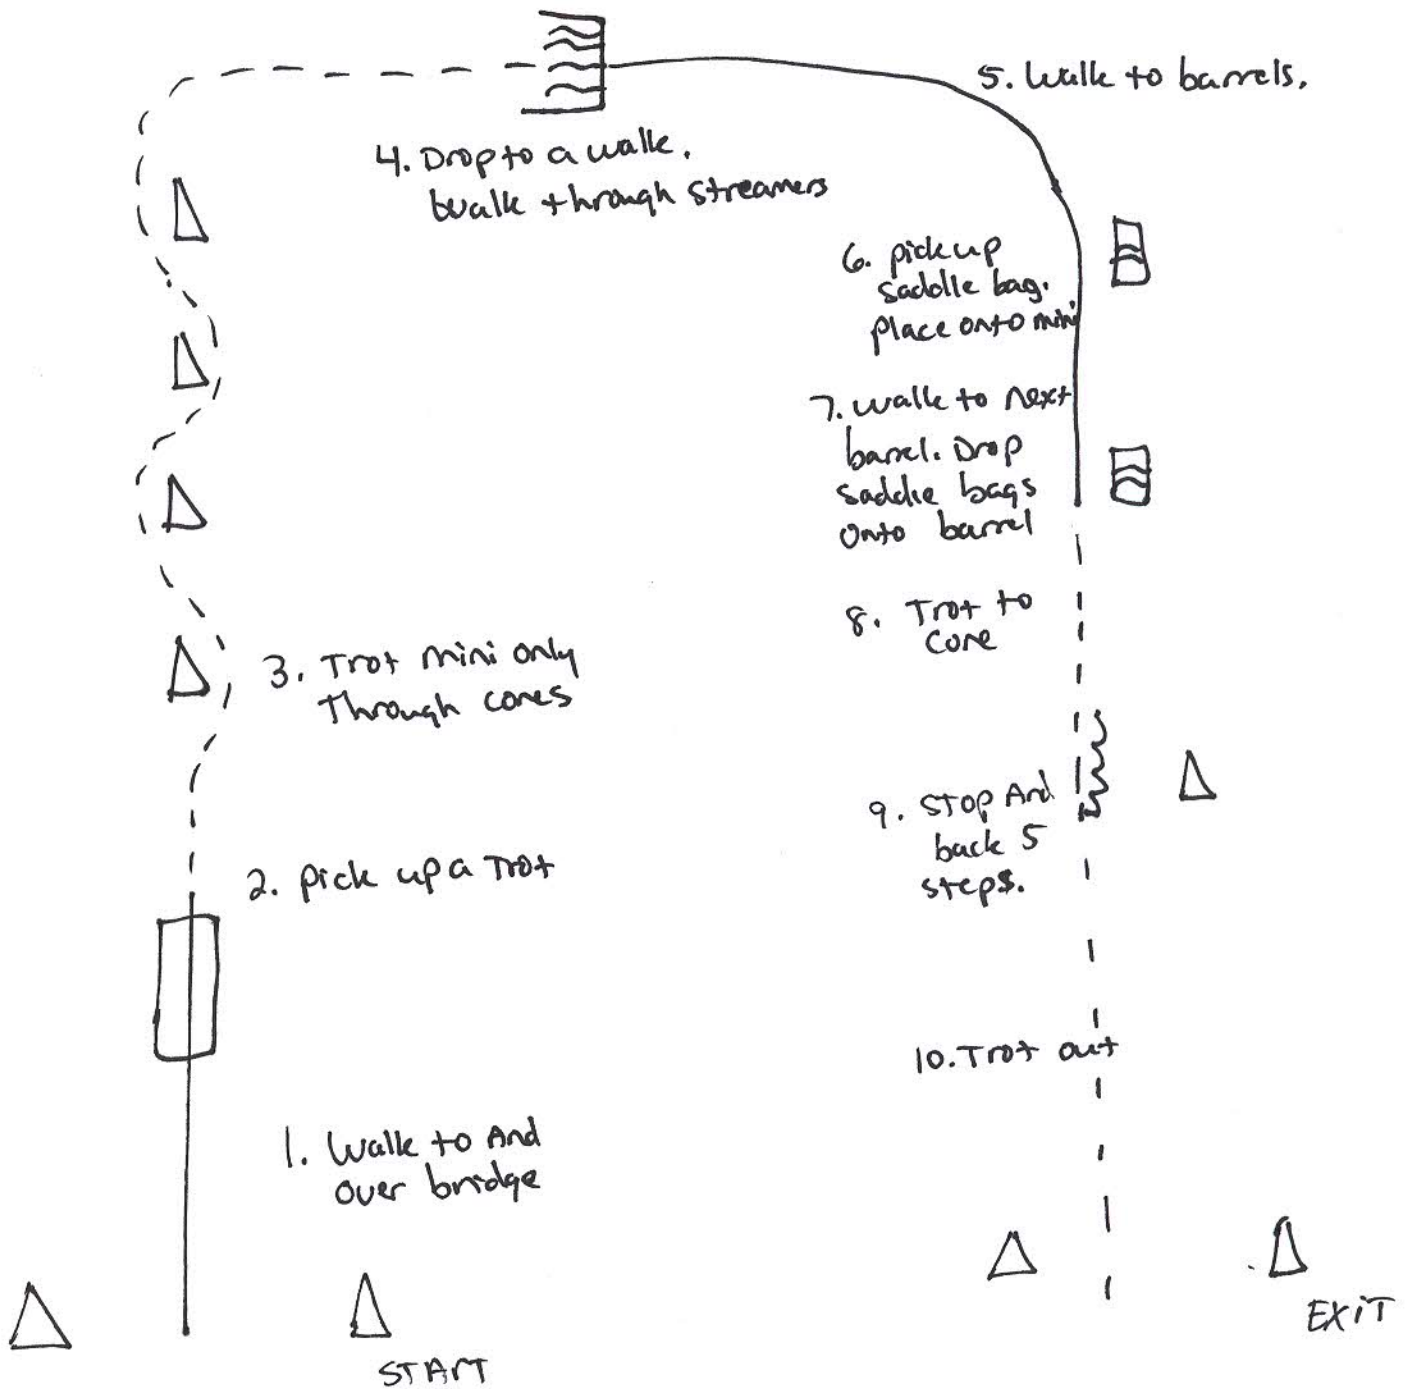 5. Walk to barrels.
4. Drop to a walk.
Walk through streamers
6. pick up
saddle bag.
Place onto mini
7. Walk to next
barrel. Drop
saddle bags
Onto barrel
8. Trot to
Cone
3. Trot mini only
Through cones
9. Stop And
back 5
steps.
2. Pick up a Trot
10. Trot out
1. Walk to And
over bridge
START
EXIT